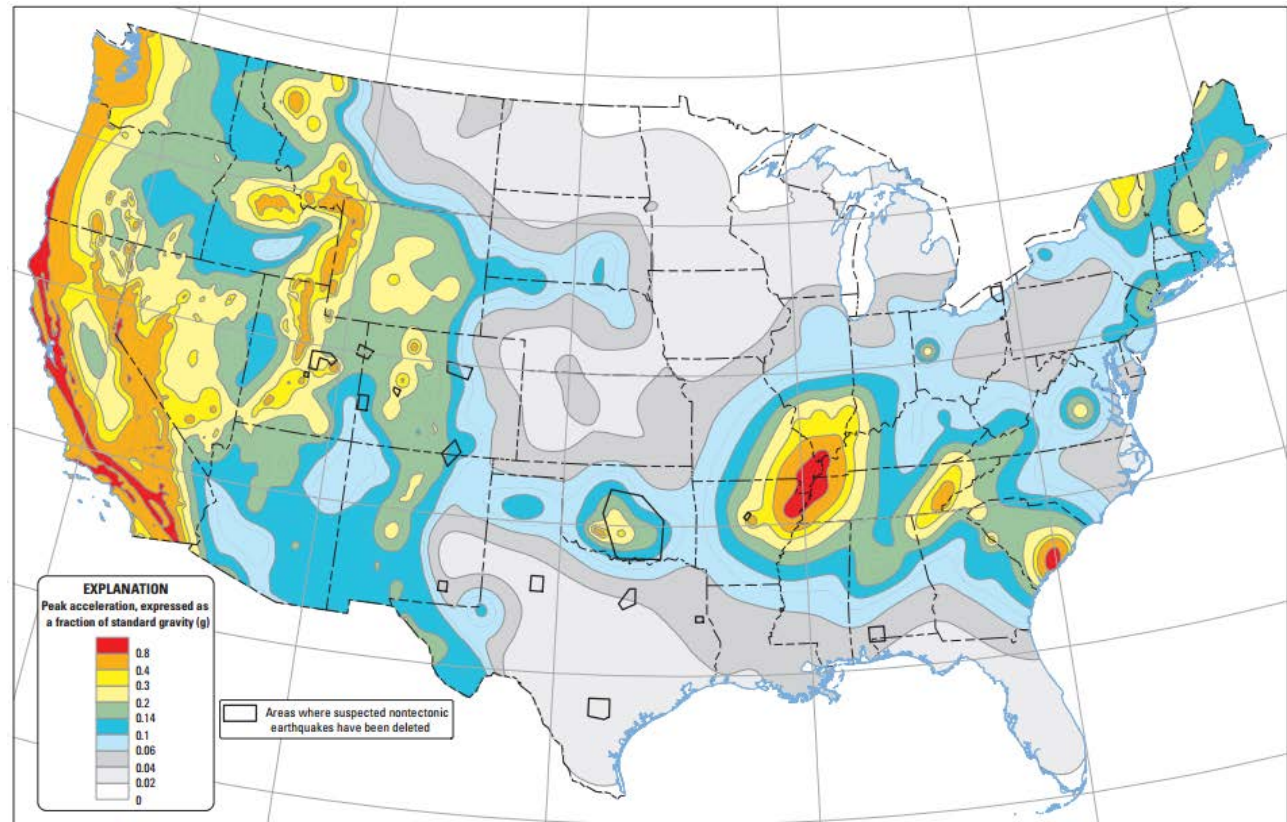 EXPLANATION
Peak acceleration, expressed as
a fraction of standard gravity (g)
0.8
0.4
0.3
0.2
0.14
0.1
0.06
0.04
0.02
0
Areas where suspected nontectonic
earthquakes have been deleted